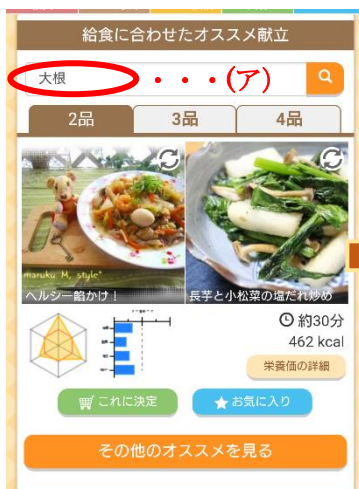 給食に合わせたオススメ献立
大根 ・・・(ア)
2品 3品 4品
maruku M, style*
ヘルシー餡かけ！
長芋と小松菜の塩だれ炒め
約30分
462 kcal
栄養価の詳細
これに決定 お気に入り
その他のオススメを見る